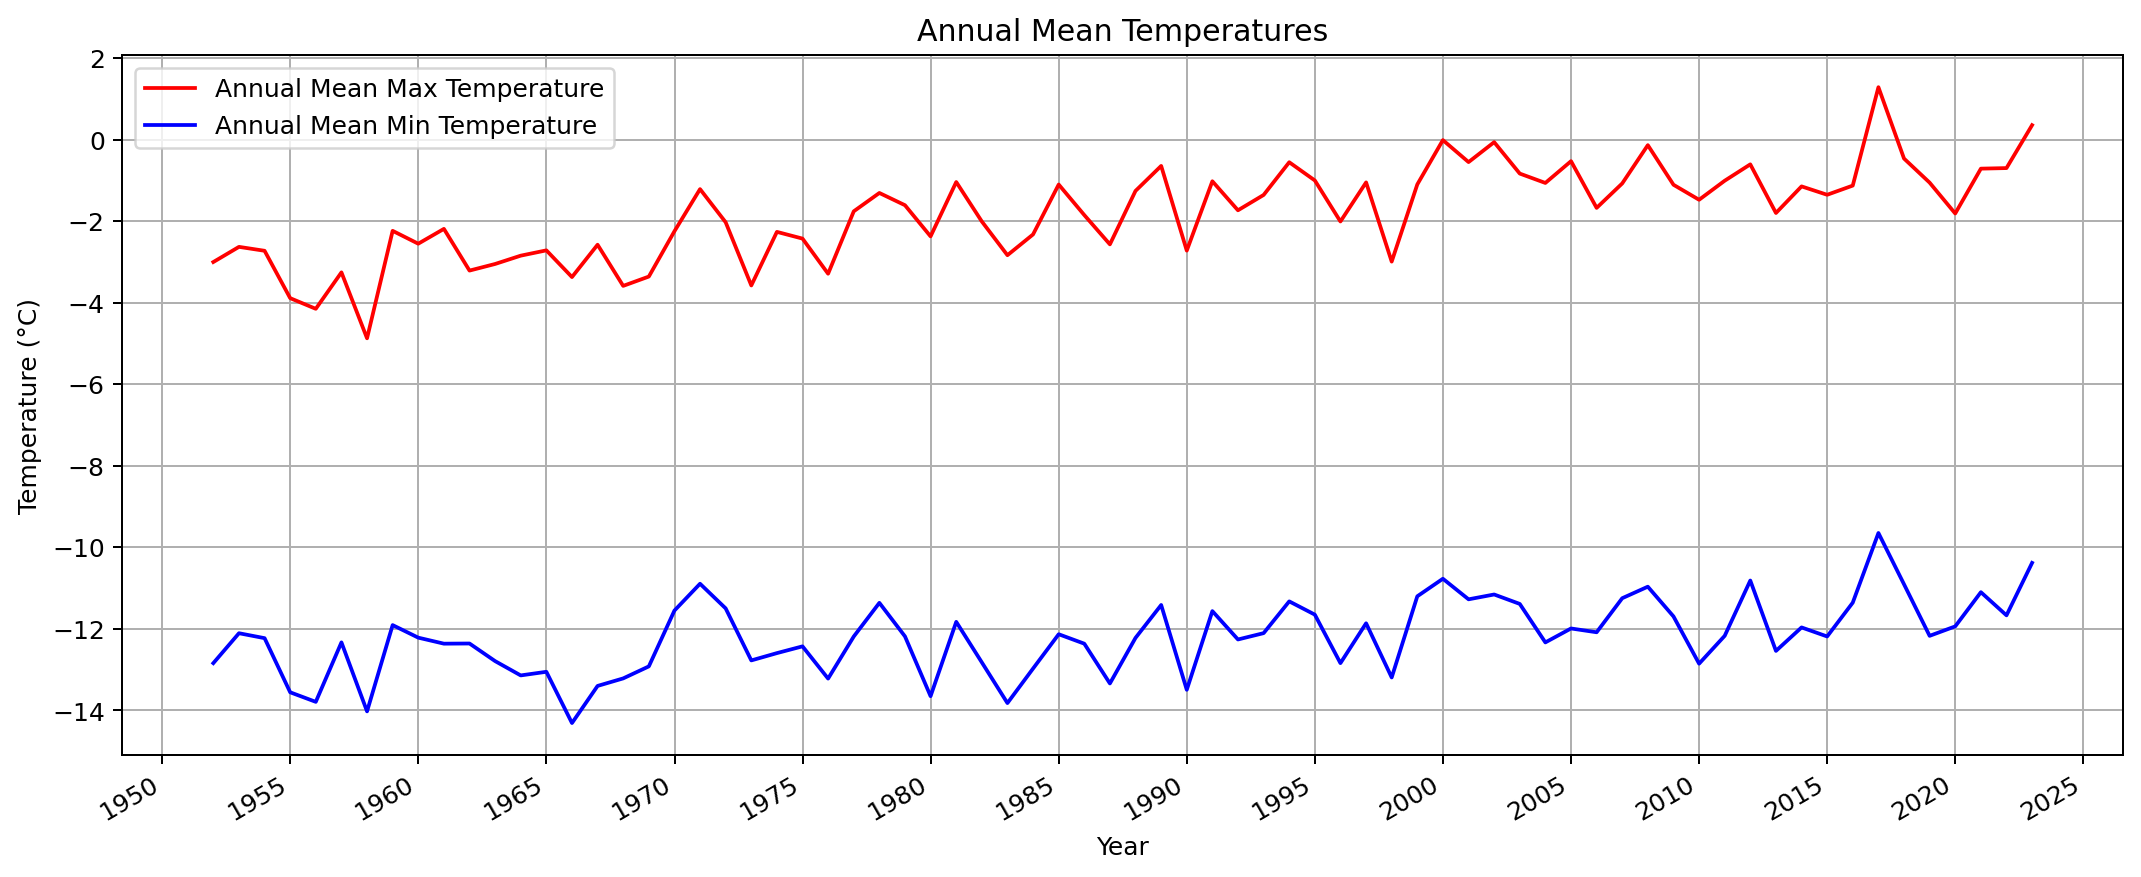 Annual Mean Temperatures
Annual Mean Max Temperature
Annual Mean Min Temperature
Temperature (°C)
2
0
−2
−4
−6
−8
−10
−12
−14
1950 1955 1960 1965 1970 1975 1980 1985 1990 1995 2000 2005 2010 2015 2020 2025
Year